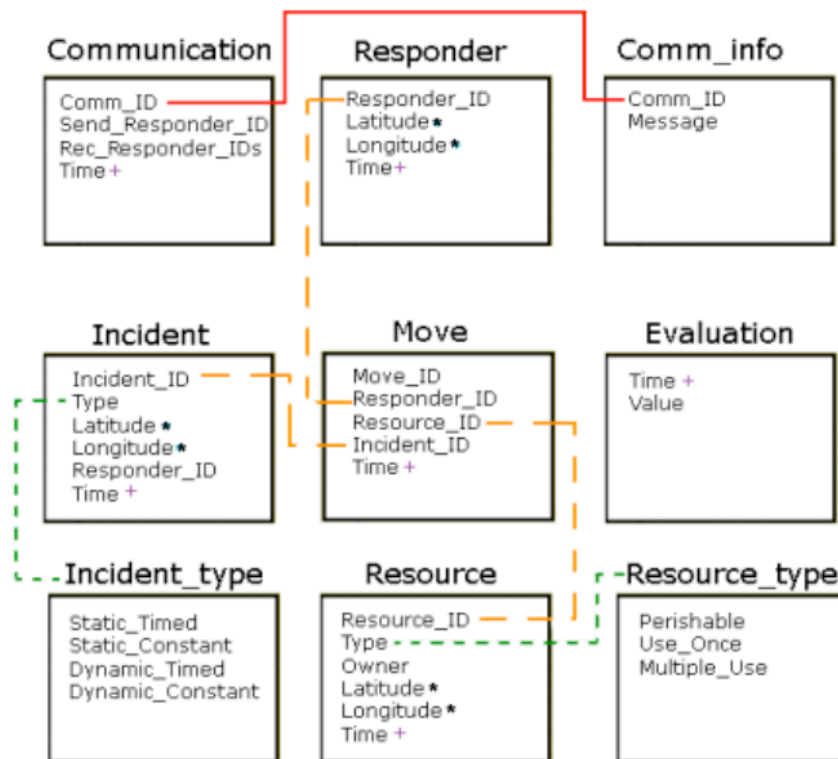 Communication
Comm_ID
Send_Responder_ID
Rec_Responder_IDs
Time +
Responder
Responder_ID
Latitude *
Longitude *
Time +
Comm_info
Comm_ID
Message
Incident
Incident_ID
Type
Latitude *
Longitude *
Responder_ID
Time +
Move
Move_ID
Responder_ID
Resource_ID
Incident_ID
Time +
Evaluation
Time +
Value
Incident_type
Static_Timed
Static_Constant
Dynamic_Timed
Dynamic_Constant
Resource
Resource_ID
Type
Owner
Latitude *
Longitude *
Time +
Resource_type
Perishable
Use_Once
Multiple_Use